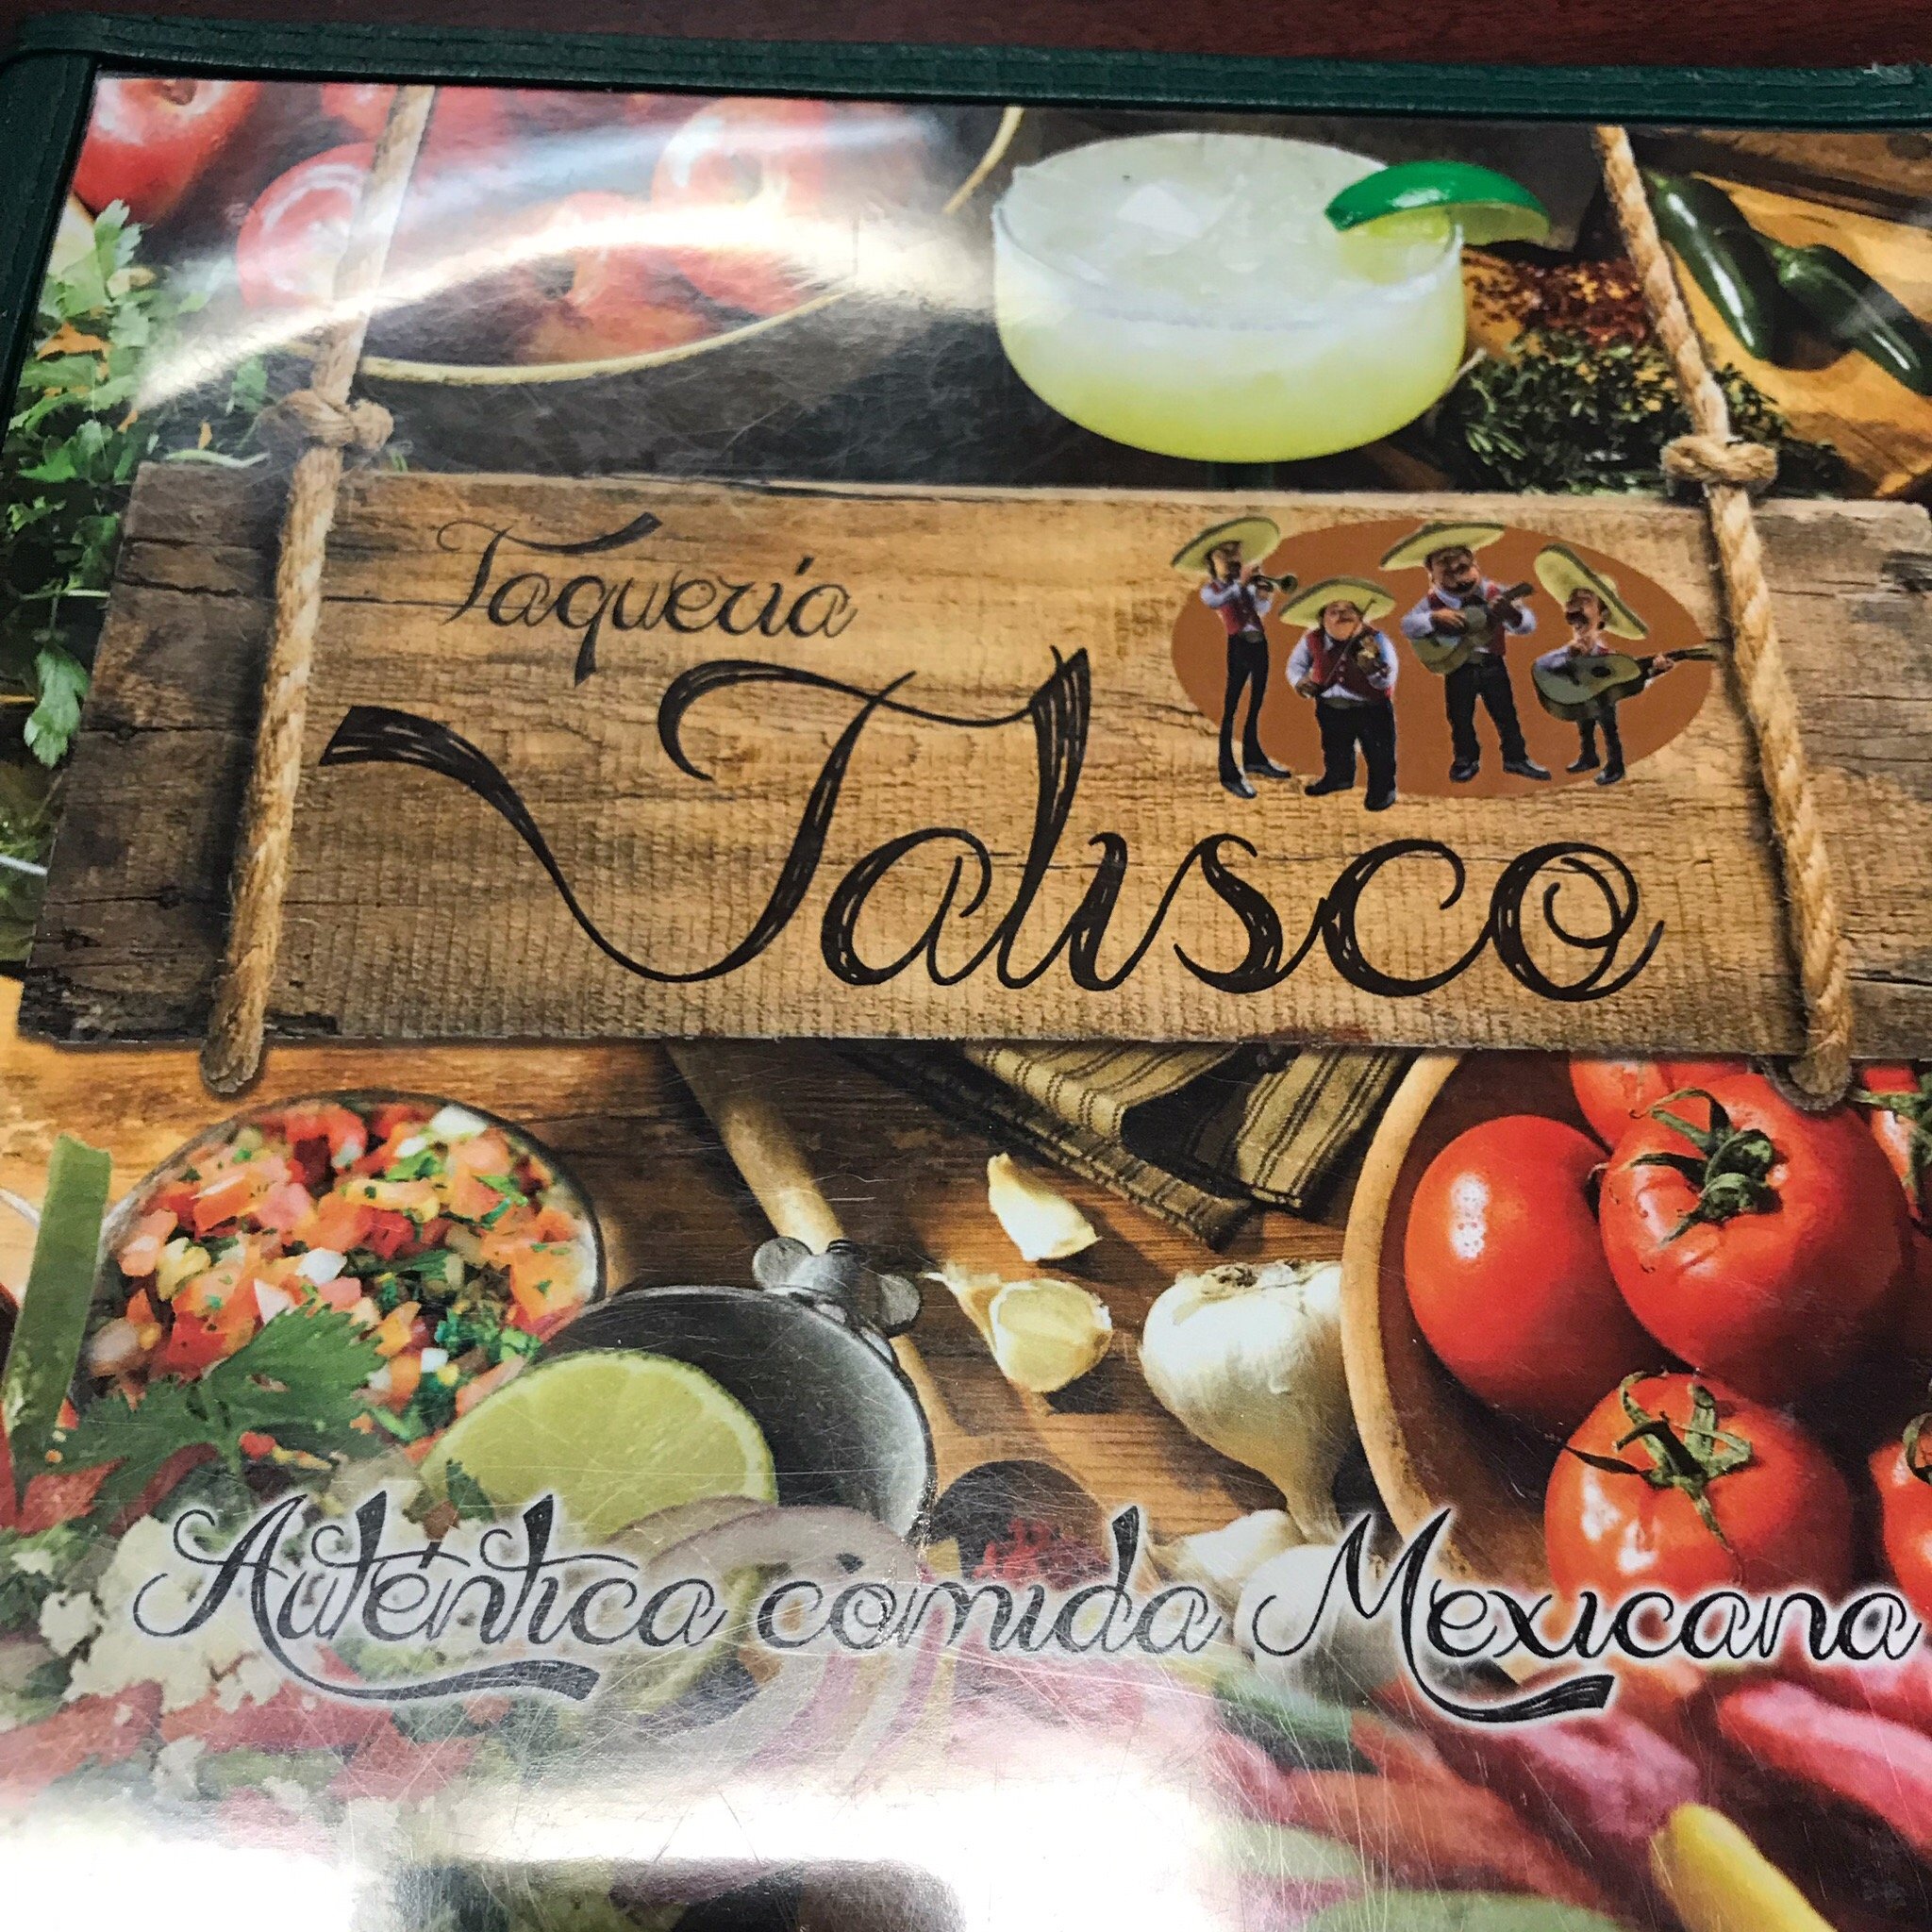 Taquería
Jalisco
Auténtica comida Mexicana